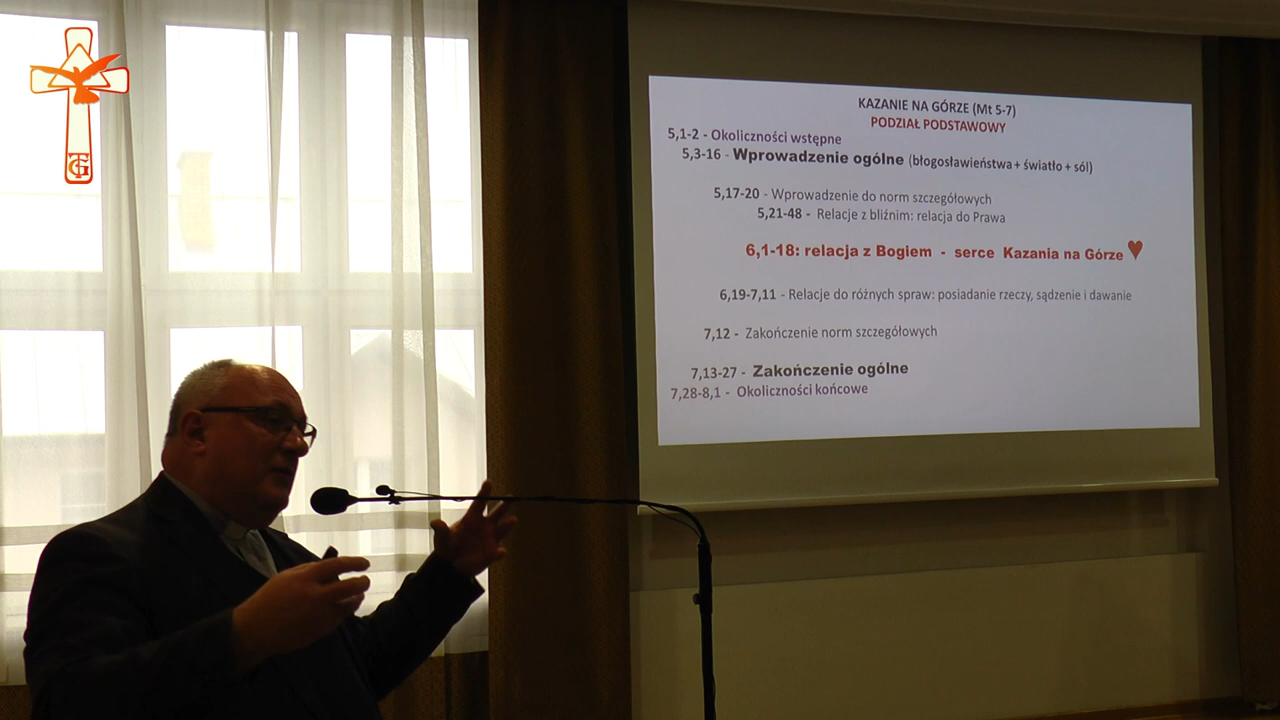 KAZANIE NA GÓRZE (Mt 5-7)
PODZIAŁ PODSTAWOWY
5,1-2 - Okoliczności wstępne
5,3-16 - Wprowadzenie ogólne (błogosławieństwa + światło + sól)
5,17-20 - Wprowadzenie do norm szczegółowych
5,21-48 - Relacje z bliźnim: relacja do Prawa
6,1-18: relacja z Bogiem - serce Kazania na Górze
6,19-7,11 - Relacje do różnych spraw: posiadanie rzeczy, sądzenie i dawanie
7,12 - Zakończenie norm szczegółowych
7,13-27 - Zakończenie ogólne
7,28-8,1 - Okoliczności końcowe